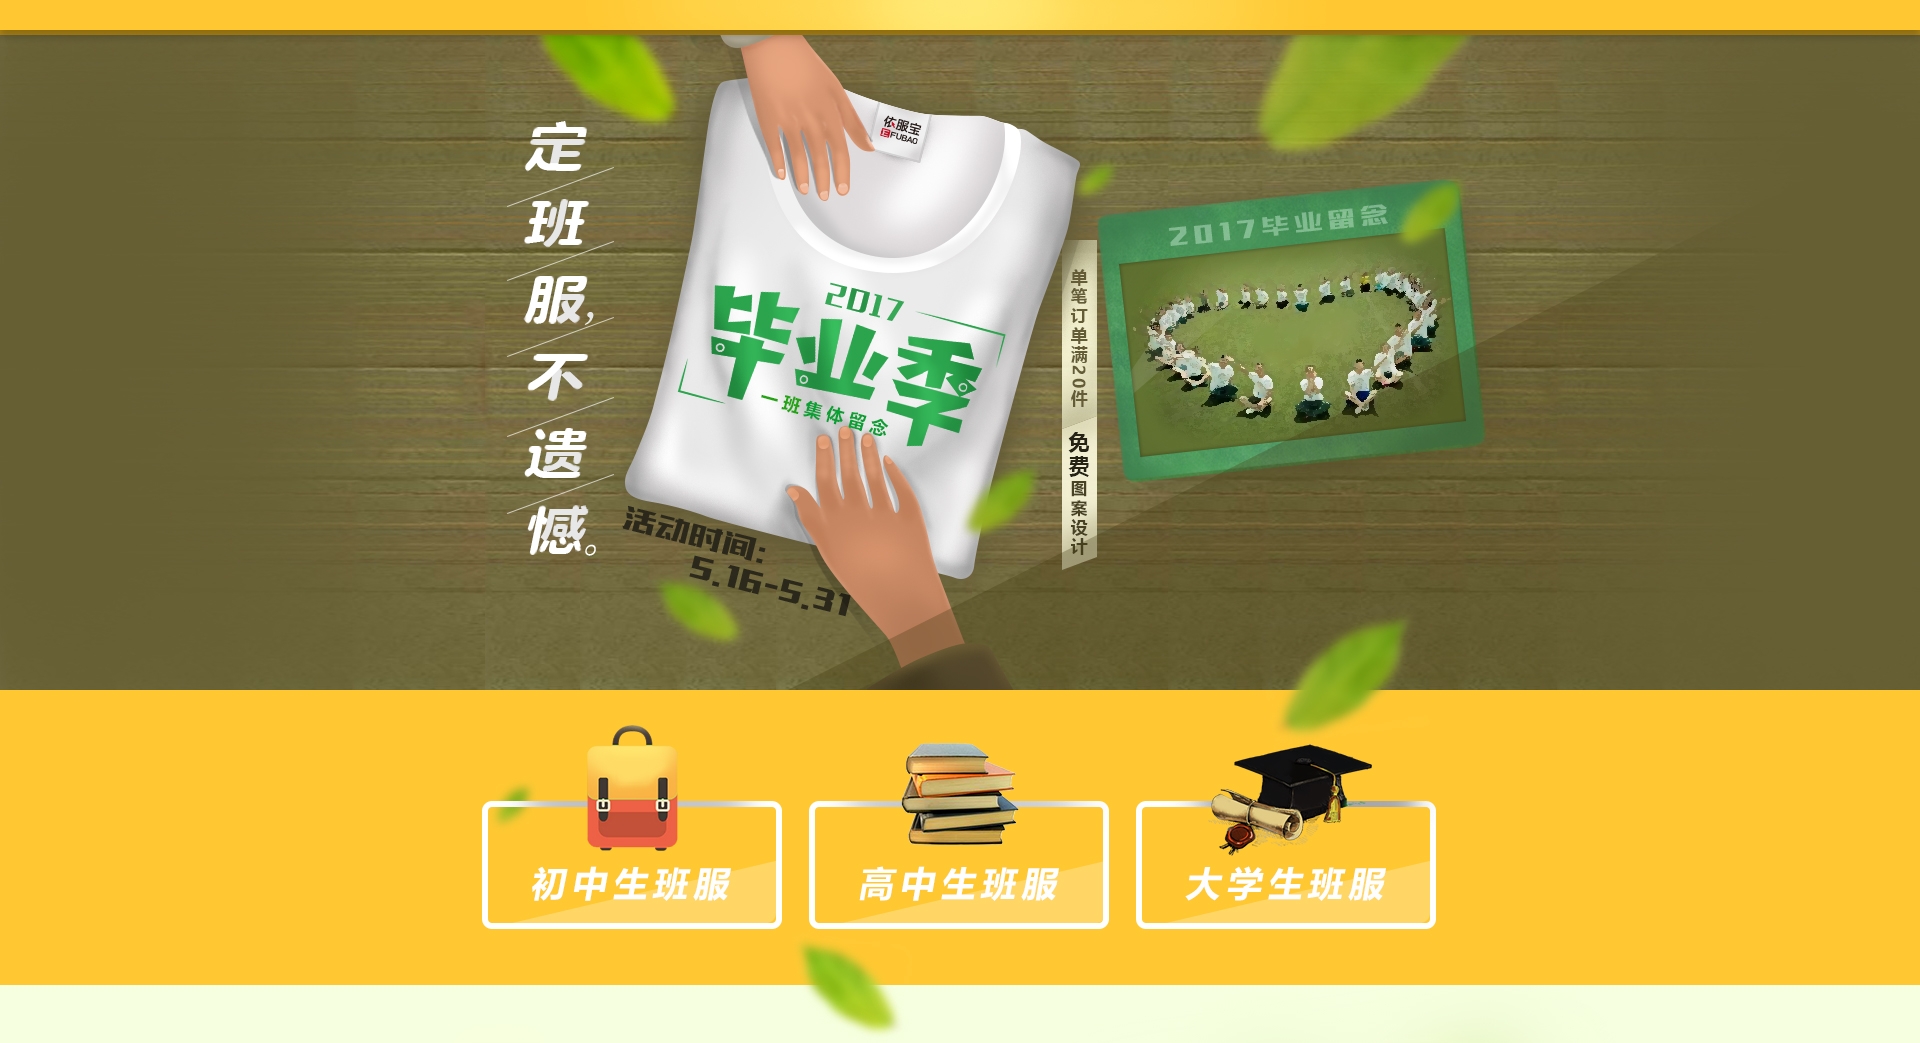 定班服,不遗憾。
依服宝
EFUBAO
2017
毕业季
一班集体留念
活动时间:
5.16-5.31
单笔订单满20件
免费图案设计
2017毕业留念
初中生班服
高中生班服
大学生班服